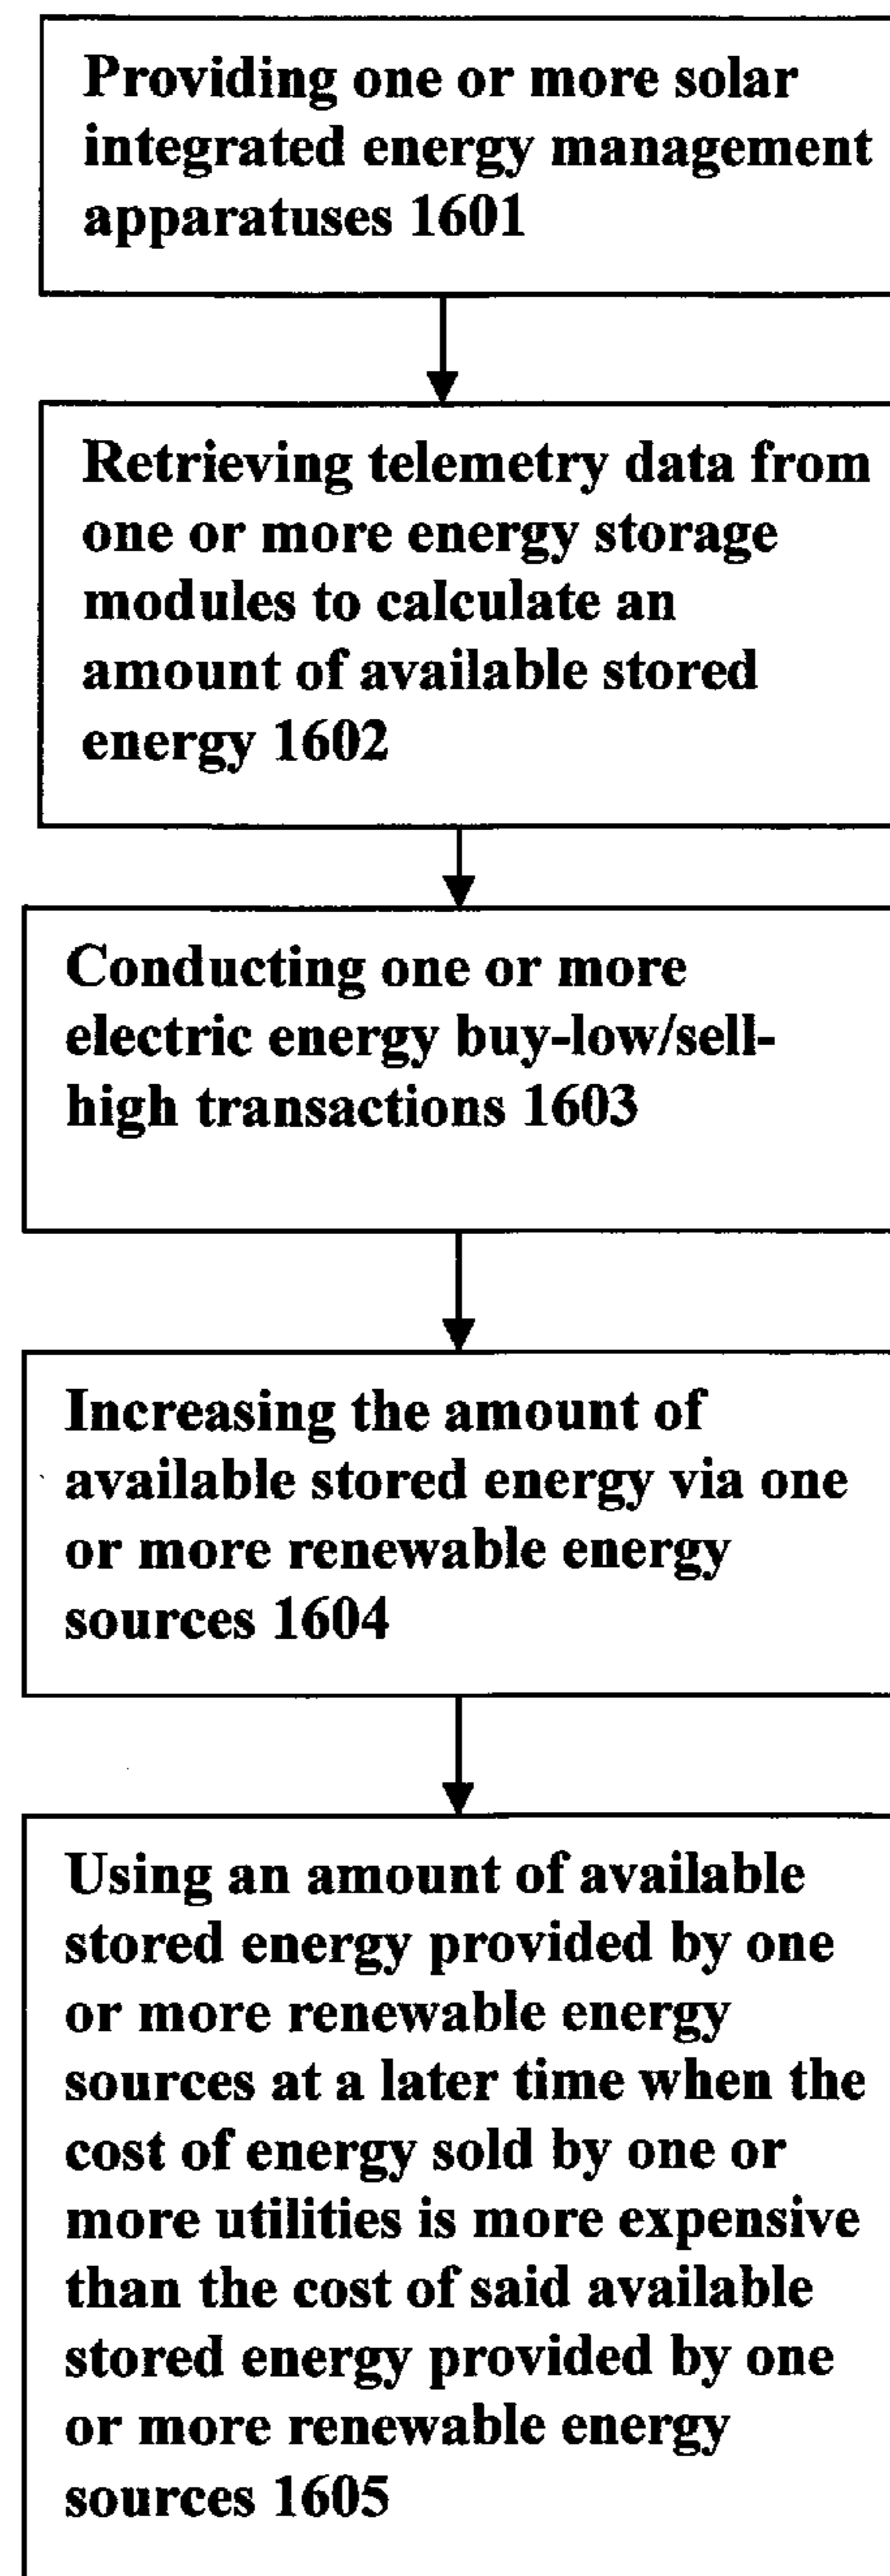 Providing one or more solar
integrated energy management
apparatuses 1601
Retrieving telemetry data from
one or more energy storage
modules to calculate an
amount of available stored
energy 1602
Conducting one or more
electric energy buy-low/sell-
high transactions 1603
Increasing the amount of
available stored energy via one
or more renewable energy
sources 1604
Using an amount of available
stored energy provided by one
or more renewable energy
sources at a later time when the
cost of energy sold by one or
more utilities is more expensive
than the cost of said available
stored energy provided by one
or more renewable energy
sources 1605